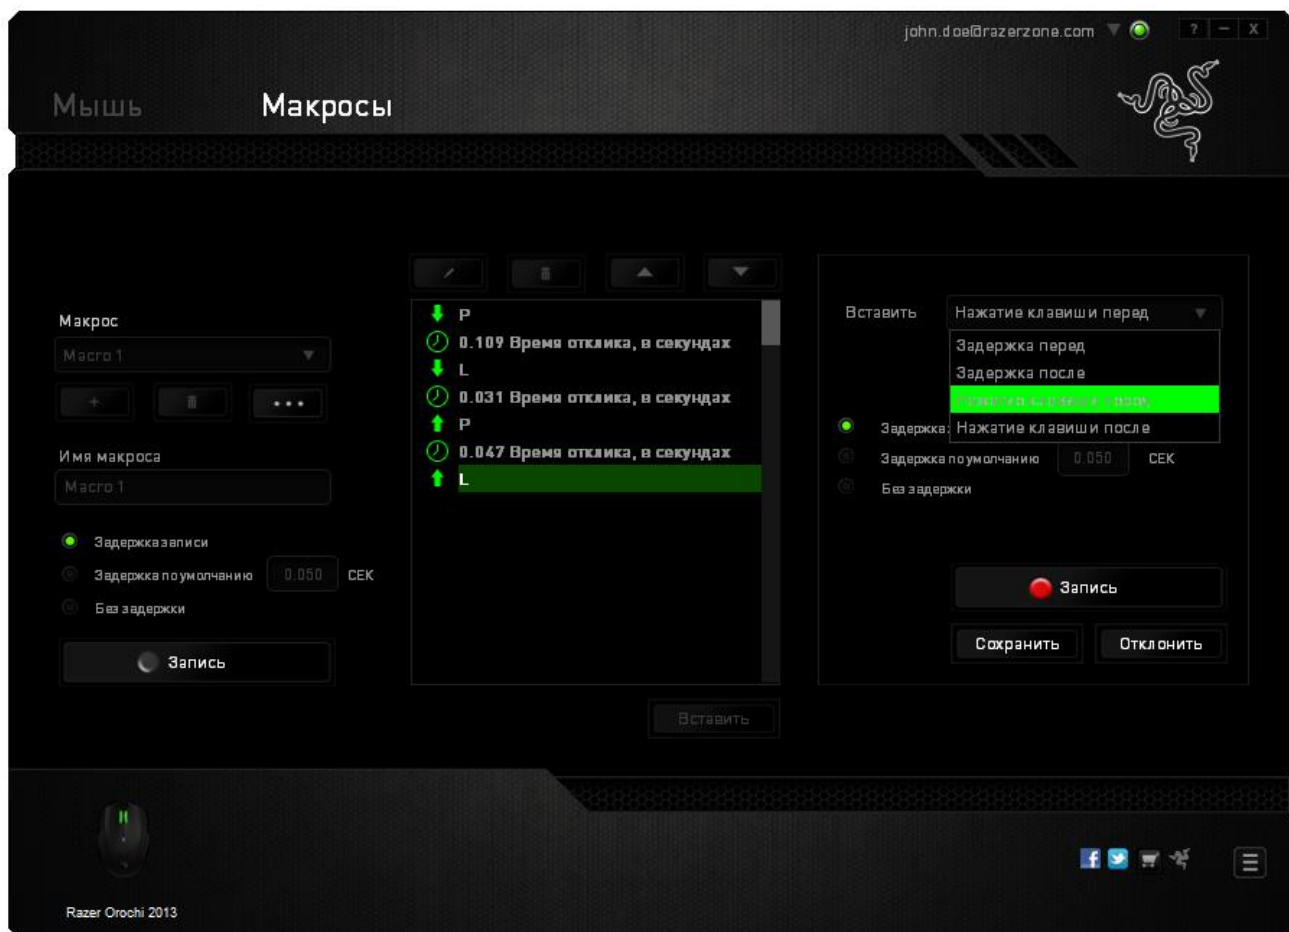 john.doe@razerzone.com
? – X
Мышь
Макросы
Макрос
Macro 1
Имя макроса
Macro 1
Задержка записи
Задержка по умолчанию 0.050 СЕК
Без задержки
Запись
P
0.109 Время отклика, в секундах
L
0.031 Время отклика, в секундах
P
0.047 Время отклика, в секундах
L
Вставить
Вставить Нажатие клавиши перед
Задержка перед
Задержка после
Нажатие клавиши перед
Нажатие клавиши после
Задержка
Задержка по умолчанию 0.050 СЕК
Без задержки
Запись
Сохранить Отклонить
Razer Orochi 2013